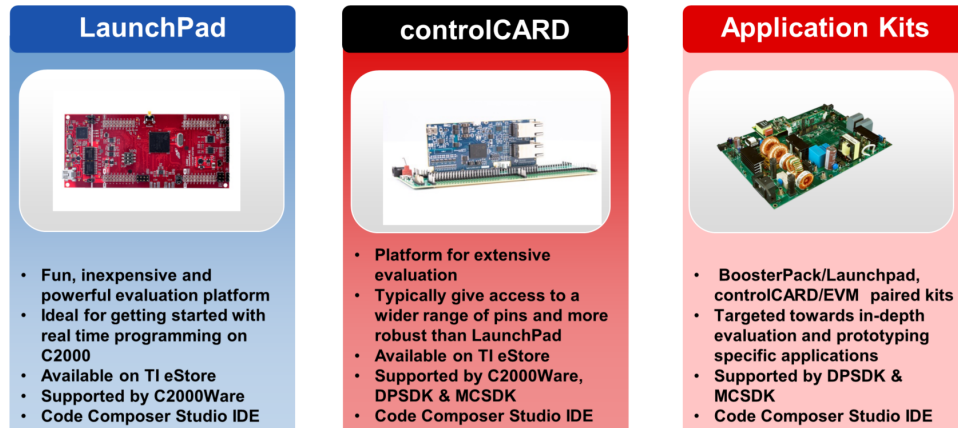 LaunchPad
• Fun, inexpensive and
powerful evaluation platform
• Ideal for getting started with
real time programming on
C2000
• Available on TI eStore
• Supported by C2000Ware
• Code Composer Studio IDE
controlCARD
• Platform for extensive
evaluation
• Typically give access to a
wider range of pins and more
robust than LaunchPad
• Available on TI eStore
• Supported by C2000Ware,
DPSDK & MCSDK
• Code Composer Studio IDE
Application Kits
• BoosterPack/Launchpad,
controlCARD/EVM paired kits
• Targeted towards in-depth
evaluation and prototyping
specific applications
• Supported by DPSDK &
MCSDK
• Code Composer Studio IDE